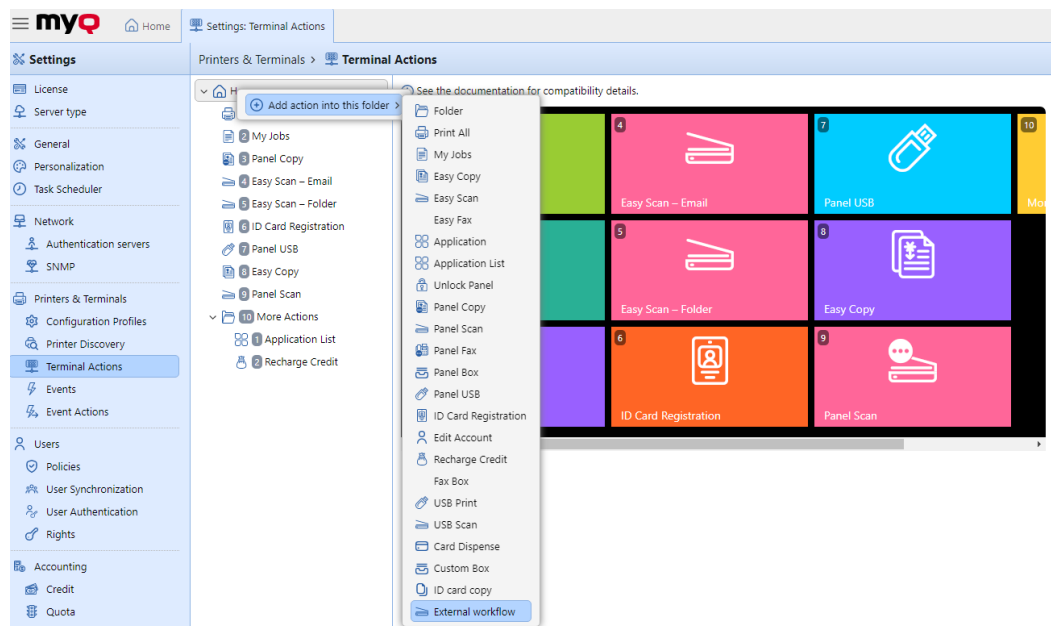 myQ
Home
Settings: Terminal Actions
Settings
License
Server type
General
Personalization
Task Scheduler
Network
Authentication servers
SNMP
Printers & Terminals
Configuration Profiles
Printer Discovery
Terminal Actions
Events
Event Actions
Users
Policies
User Synchronization
User Authentication
Rights
Accounting
Credit
Quota
Printers & Terminals > Terminal Actions
H
2 My Jobs
3 Panel Copy
4 Easy Scan – Email
5 Easy Scan – Folder
6 ID Card Registration
7 Panel USB
8 Easy Copy
9 Panel Scan
10 More Actions
1 Application List
2 Recharge Credit
Add action into this folder >
Folder
Print All
My Jobs
Easy Copy
Easy Scan
Easy Fax
Application
Application List
Unlock Panel
Panel Copy
Panel Scan
Panel Fax
Panel Box
Panel USB
ID Card Registration
Edit Account
Recharge Credit
Fax Box
USB Print
USB Scan
Card Dispense
Custom Box
ID card copy
External workflow
See the documentation for compatibility details.
4
Easy Scan – Email
7
Panel USB
10
Mo
5
Easy Scan – Folder
8
Easy Copy
6
ID Card Registration
9
Panel Scan